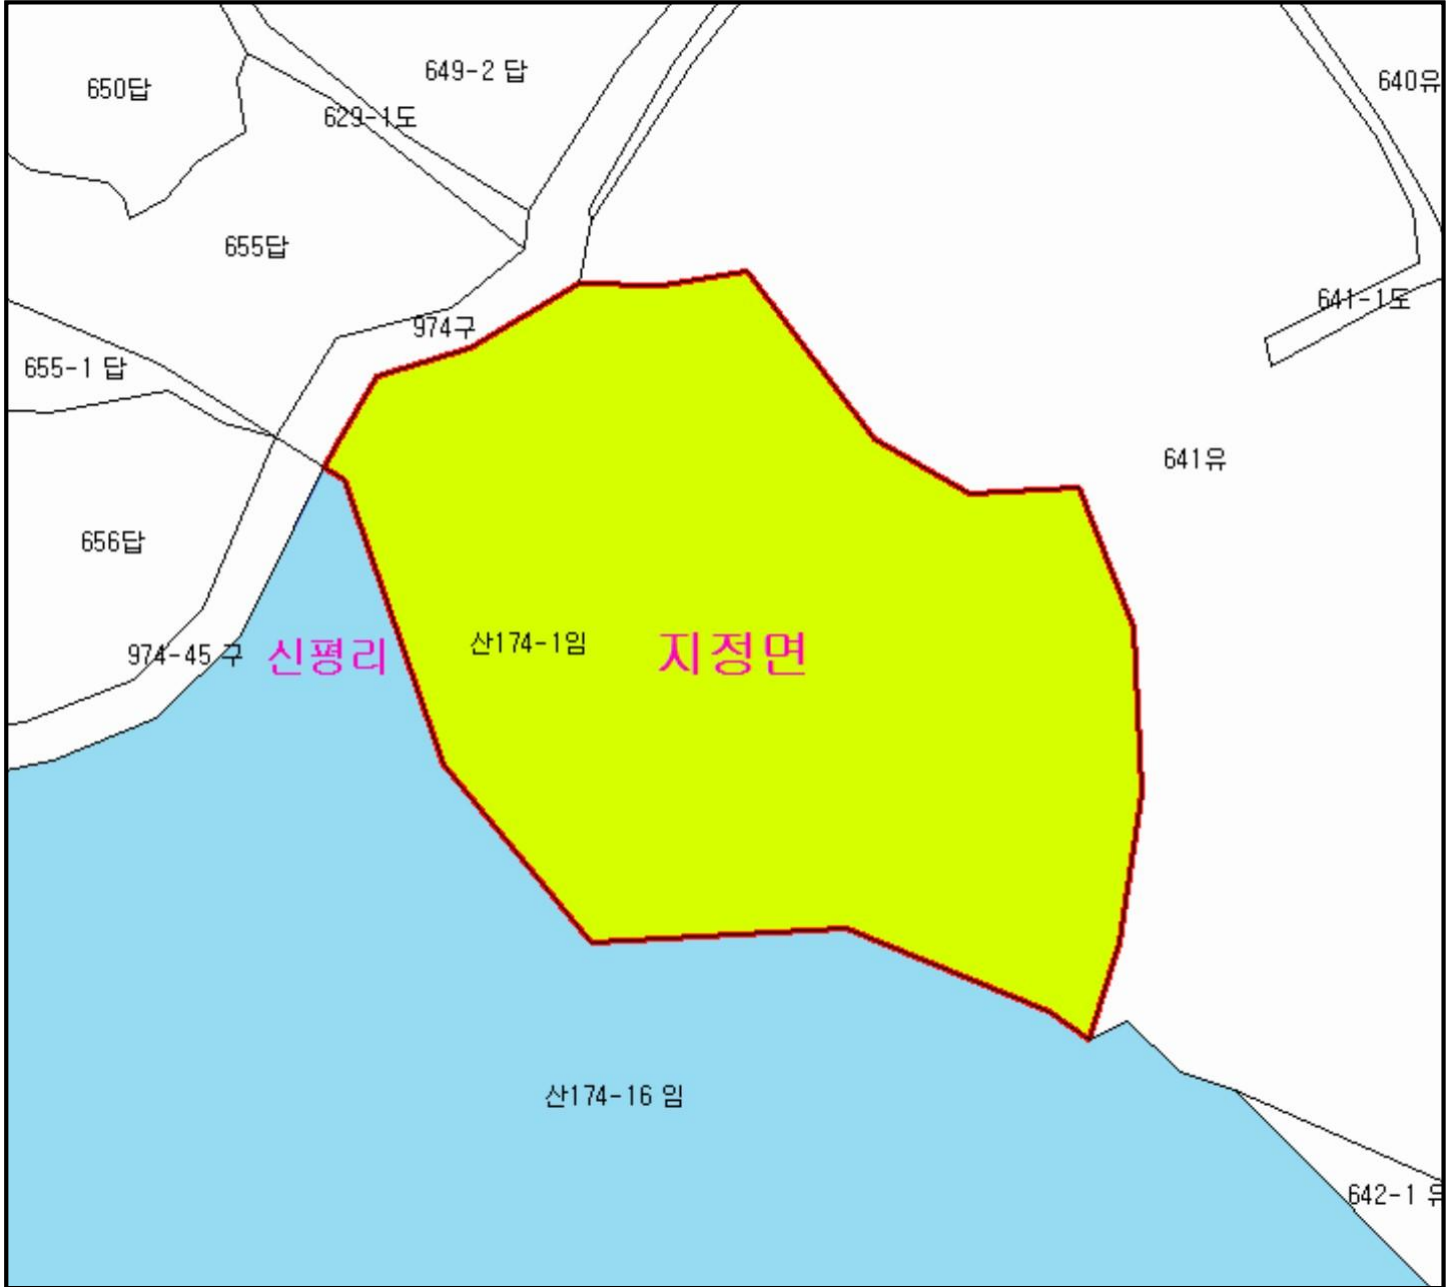 649-2 답
640유
650답
629-1도
655답
641-1도
974구
655-1 답
641유
656답
산174-1임
지정면
974-45 구
신평리
산174-16 임
642-1 유